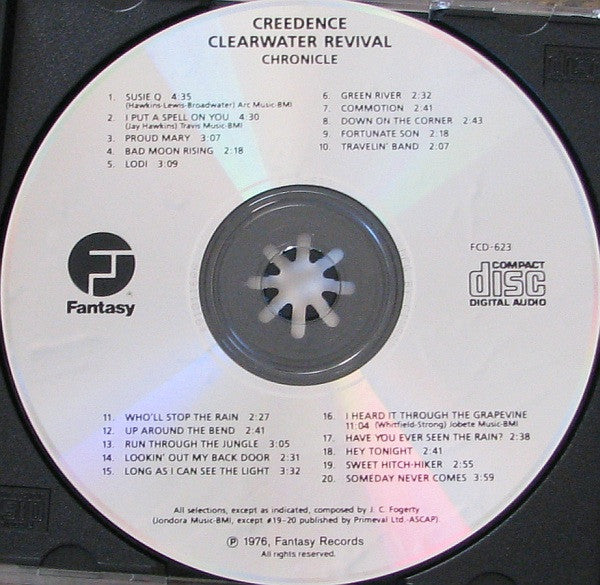 CREEDENCE
CLEARWATER REVIVAL
CHRONICLE
1. SUSIE Q 4:35
(Hawkins-Lewis-Broadwater) Arc Music-BMI
2. I PUT A SPELL ON YOU 4:30
(Jay Hawkins) Travis Music-BMI
3. PROUD MARY 3:07
4. BAD MOON RISING 2:18
5. LODI 3:09
6. GREEN RIVER 2:32
7. COMMOTION 2:41
8. DOWN ON THE CORNER 2:43
9. FORTUNATE SON 2:18
10. TRAVELIN' BAND 2:07
Fantasy
FCD-623
COMPACT
disc
DIGITAL AUDIO
11. WHO'LL STOP THE RAIN 2:27
12. UP AROUND THE BEND 2:41
13. RUN THROUGH THE JUNGLE 3:05
14. LOOKIN' OUT MY BACK DOOR 2:31
15. LONG AS I CAN SEE THE LIGHT 3:32
16. I HEARD IT THROUGH THE GRAPEVINE
11:04 (Whitfield-Strong) Jobete Music-BMI
17. HAVE YOU EVER SEEN THE RAIN? 2:38
18. HEY TONIGHT 2:41
19. SWEET HITCH-HIKER 2:55
20. SOMEDAY NEVER COMES 3:59
All selections, except as indicated, composed by J. C. Fogerty
(Jondora Music-BMI, except #19-20 published by Primeval Ltd.-ASCAP).
℗ 1976, Fantasy Records
All rights reserved.